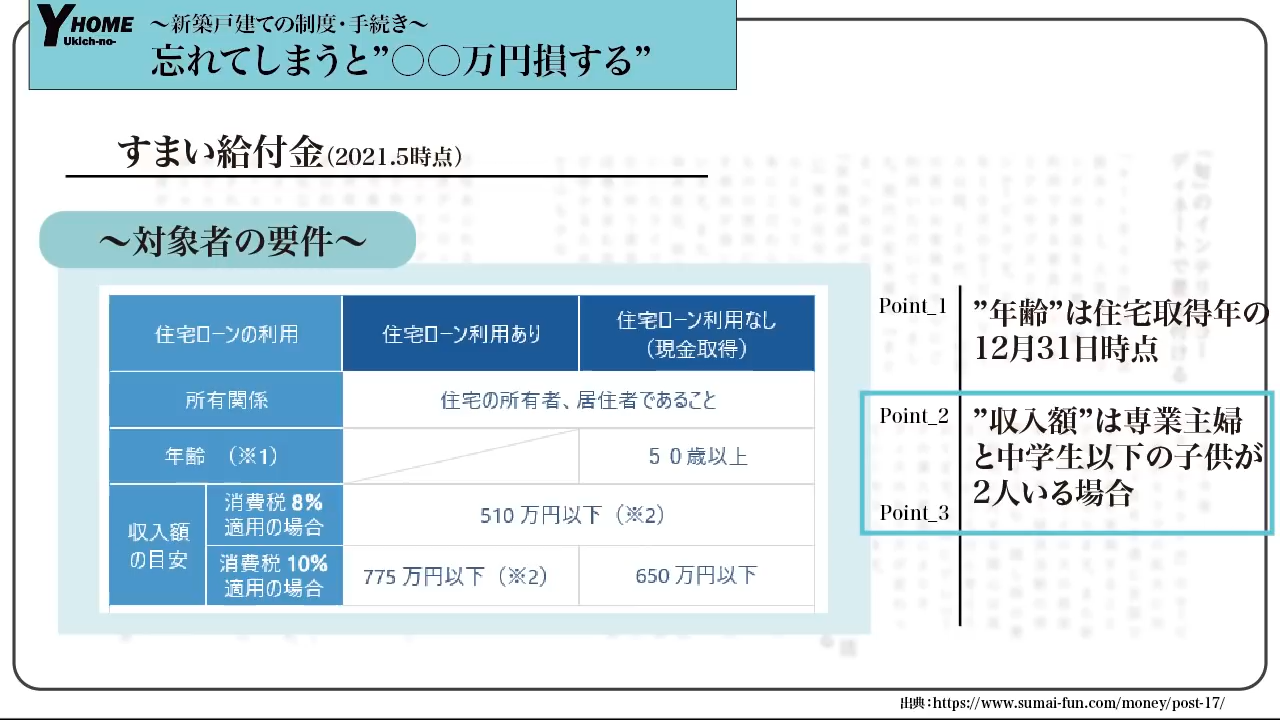 YHOME
Ukich-no-
～新築戸建ての制度・手続き～
忘れてしまうと”○○万円損する”
すまい給付金(2021.5時点)
～対象者の要件～
住宅ローンの利用
住宅ローン利用あり
住宅ローン利用なし
（現金取得）
所有関係
住宅の所有者、居住者であること
年齢 （※1）
５０歳以上
収入額
の目安
消費税 8%
適用の場合
510 万円以下（※2）
消費税 10%
適用の場合
775 万円以下（※2）
650 万円以下
Point_1
”年齢”は住宅取得年の
12月31日時点
Point_2
”収入額”は専業主婦
と中学生以下の子供が
2人いる場合
Point_3
出典：https://www.sumai-fun.com/money/post-17/